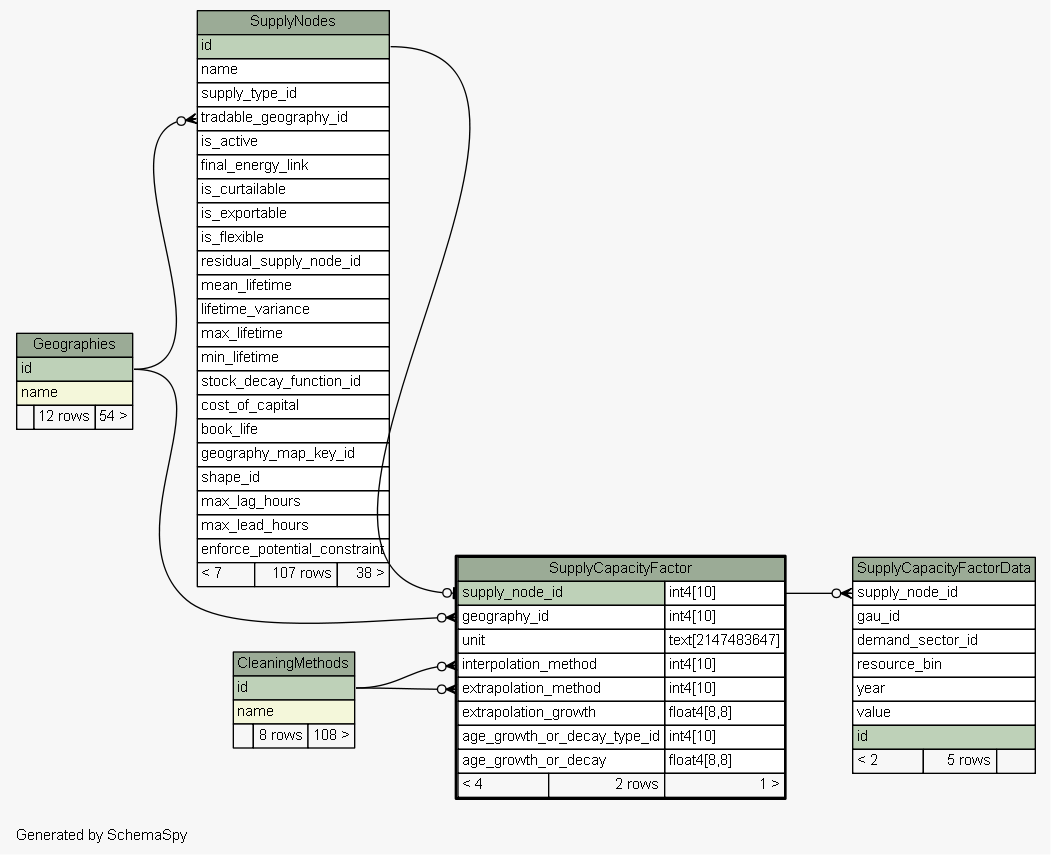 SupplyNodes
id
name
supply_type_id
tradable_geography_id
is_active
final_energy_link
is_curtailable
is_exportable
is_flexible
residual_supply_node_id
mean_lifetime
lifetime_variance
max_lifetime
min_lifetime
stock_decay_function_id
cost_of_capital
book_life
geography_map_key_id
shape_id
max_lag_hours
max_lead_hours
enforce_potential_constraint
< 7 107 rows 38 >
Geographies
id
name
12 rows 54 >
CleaningMethods
id
name
8 rows 108 >
SupplyCapacityFactor
supply_node_id int4[10]
geography_id int4[10]
unit text[2147483647]
interpolation_method int4[10]
extrapolation_method int4[10]
extrapolation_growth float4[8,8]
age_growth_or_decay_type_id int4[10]
age_growth_or_decay float4[8,8]
< 4 2 rows 1 >
SupplyCapacityFactorData
supply_node_id
gau_id
demand_sector_id
resource_bin
year
value
id
< 2 5 rows
Generated by SchemaSpy